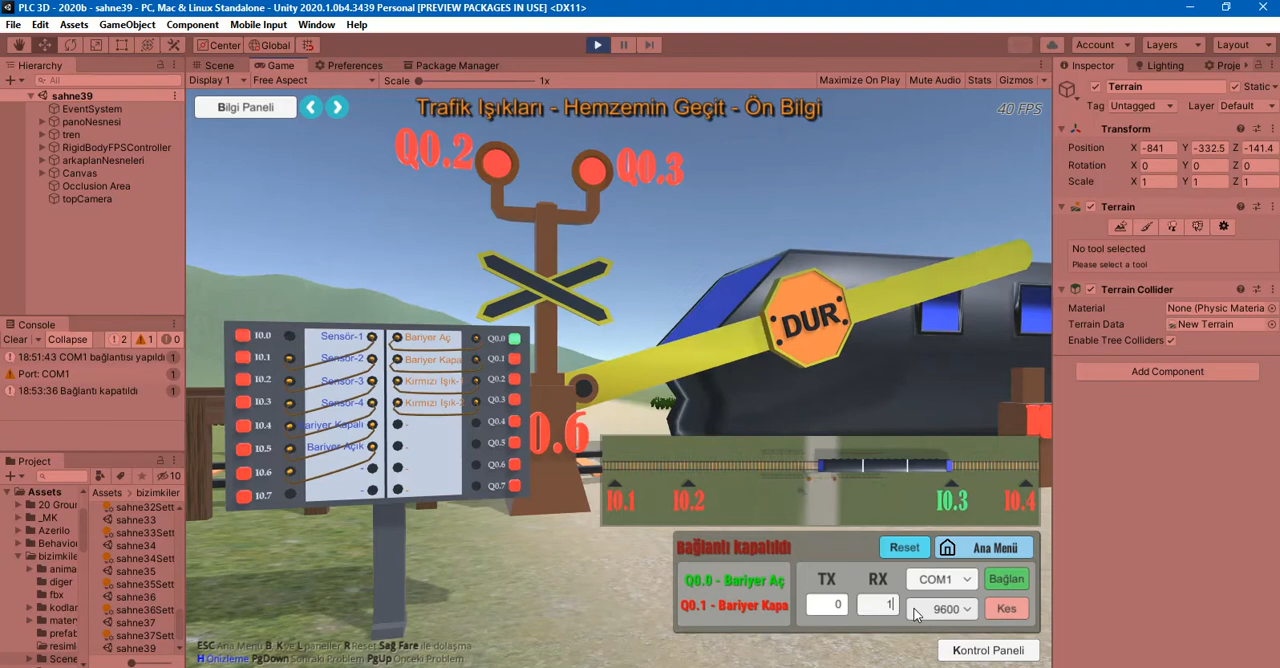 PLC 3D - 2020b - sahne39 - PC, Mac & Linux Standalone - Unity 2020.1.0b4.3439 Personal [PREVIEW PACKAGES IN USE] <DX11>
File Edit Assets GameObject Component Mobile Input Window Help
Center Global Account Layers Layout
Hierarchy
All
sahne39
EventSystem
panoNesnesi
tren
RigidBodyFPSController
arkaplanNesneleri
Canvas
Occlusion Area
topCamera
Console
Clear Collapse 2 1 0
18:51:43 COM1 bağlantısı yapıldı 1
Port: COM1 1
18:53:36 Bağlantı kapatıldı 1
Project
10
Assets
20 Groun
_MK
Azerilo
Behavio
bizimkile
anima
diger
fbx
kodlar
mater
prefab
resiml
Scene
Assets > bizimkiler
sahne32Sett
sahne33
sahne33Sett
sahne34
sahne34Sett
sahne35
sahne35Sett
sahne36
sahne36Sett
sahne37
sahne37Sett
sahne39
Scene Game Preferences Package Manager
Display 1 Free Aspect Scale 1x Maximize On Play Mute Audio Stats Gizmos
Bilgi Paneli
Trafik Işıkları - Hemzemin Geçit - Ön Bilgi
40 FPS
Q0.2
Q0.3
DUR
0.6
I0.0 Sensör-1 Bariyer Aç Q0.0
I0.1 Sensör-2 Bariyer Kapa Q0.1
I0.2 Sensör-3 Kırmızı Işık- Q0.2
I0.3 Sensör-4 Kırmızı Işık-2 Q0.3
I0.4 ariyer Kapalı - Q0.4
I0.5 Bariyer Açık - Q0.5
I0.6 - - Q0.6
I0.7 - - Q0.7
I0.1 I0.2 I0.3 I0.4
Bağlantı kapatıldı Reset Ana Menü
Q0.0 - Bariyer Aç
Q0.1 - Bariyer Kapa
TX RX COM1 Bağlan
0 1 9600 Kes
Kontrol Paneli
ESC Ana Menü B, K ve L paneller R Reset Sağ Fare ile dolaşma
H Önizleme PgDown Sonraki Problem PgUp Önceki Problem
Inspector Lighting Proje
Terrain Static
Tag Untagged Layer Default
Transform
Position X -841 Y -332.5 Z -141.4
Rotation X 0 Y 0 Z 0
Scale X 1 Y 1 Z 1
Terrain
No tool selected
Please select a tool
Terrain Collider
Material None (Physic Materia
Terrain Data New Terrain
Enable Tree Colliders
Add Component